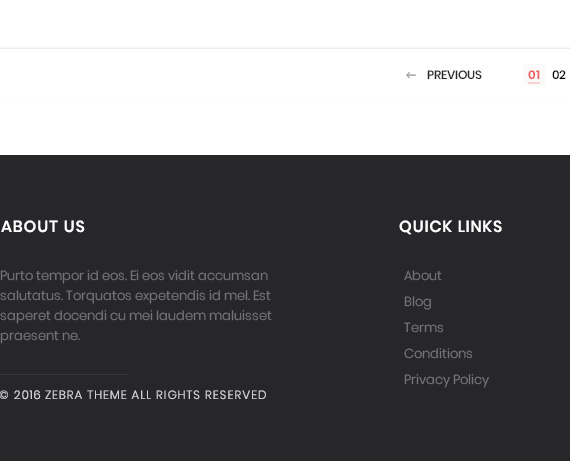 ← PREVIOUS 01 02
ABOUT US
Purto tempor id eos. Ei eos vidit accumsan
salutatus. Torquatos expetendis id mel. Est
saperet docendi cu mei laudem maluisset
praesent ne.
© 2016 ZEBRA THEME ALL RIGHTS RESERVED
QUICK LINKS
About
Blog
Terms
Conditions
Privacy Policy